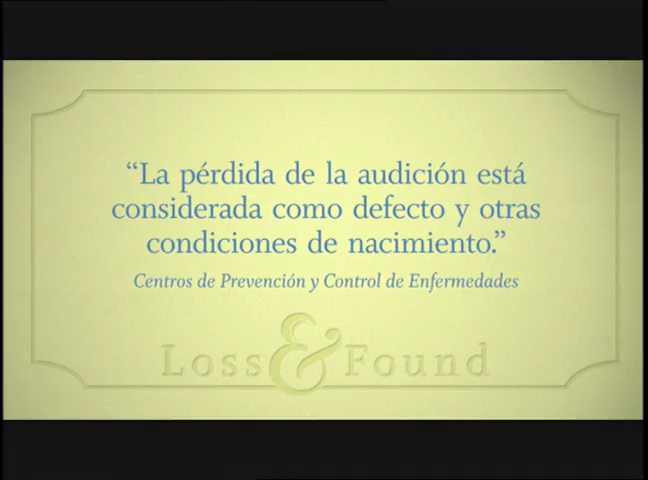 “La pérdida de la audición está
considerada como defecto y otras
condiciones de nacimiento.”
Centros de Prevención y Control de Enfermedades
Loss & Found